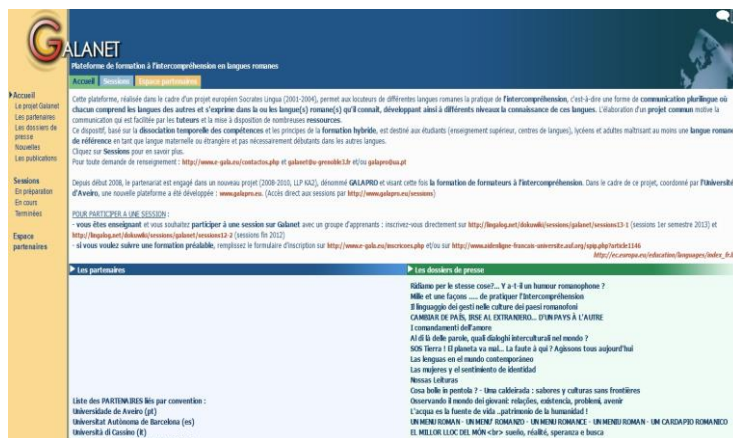 GALANET
Plateforme de formation à l'intercompréhension en langues romanes
Accueil Sessions Espace partenaires
Accueil
Le projet Galanet
Les partenaires
Les dossiers de
presse
Nouvelles
Les publications
Sessions
En préparation
En cours
Terminées
Espace
partenaires
Cette plateforme, réalisée dans le cadre d'un projet européen Socrates Lingua (2001-2004), permet aux locuteurs de différentes langues romanes la pratique de l'intercompréhension, c'est-à-dire une forme de communication plurilingue où
chacun comprend les langues des autres et s'exprime dans la ou les langue(s) romane(s) qu'il connaît, développant ainsi à différents niveaux la connaissance de ces langues. L'élaboration d'un projet commun motive la
communication qui est facilitée par les tuteurs et la mise à disposition de nombreuses ressources.
Ce dispositif, basé sur la dissociation temporelle des compétences et les principes de la formation hybride, est destiné aux étudiants (enseignement supérieur, centres de langues), lycéens et adultes maîtrisant au moins une langue romane
de référence en tant que langue maternelle ou étrangère et pas nécessairement débutants dans les autres langues.
Cliquez sur Sessions pour en savoir plus.
Pour toute demande de renseignement : http://www.e-gala.eu/contactos.php et galanet@u-grenoble3.fr et/ou galapro@ua.pt
Depuis début 2008, le partenariat est engagé dans un nouveau projet (2008-2010, LLP KA2), dénommé GALAPRO et visant cette fois la formation de formateurs à l'intercompréhension. Dans le cadre de ce projet, coordonné par l'Université
d'Aveiro, une nouvelle plateforme a été développée : www.galapro.eu. (Accès direct aux sessions par http://www.galapro.eu/sessions)
POUR PARTICIPER A UNE SESSION :
- vous êtes enseignant et vous souhaitez participer à une session sur Galanet avec un groupe d'apprenants : inscrivez-vous directement sur http://lingalog.net/dokuwiki/sessions/galanet/sessions13-1 (sessions 1er semestre 2013) et
http://lingalog.net/dokuwiki/sessions/galanet/sessions12-2 (sessions fin 2012)
- si vous voulez suivre une formation préalable, remplissez le formulaire d'inscription sur http://www.e-gala.eu/inscricoes.php et/ou sur http://www.aidenligne-francais-universite.auf.org/spip.php?article1146
http://ec.europa.eu/education/languages/index_fr.h
Les partenaires
Liste des PARTENAIRES liés par convention :
Universidade de Aveiro (pt)
Universitat Autònoma de Barcelona (es)
Università di Cassino (it)
Les dossiers de presse
Ridiamo per le stesse cose?... Y a-t-il un humour romanophone ?
Mille et une façons ..... de pratiquer l'Intercompréhension
Il linguaggio dei gesti nelle culture dei paesi romanofoni
CAMBIAR DE PAÍS, IRSE AL EXTRANJERO... D'UN PAYS À L'AUTRE
I comandamenti dell'amore
Al di là delle parole, quali dialoghi interculturali nel mondo ?
SOS Tierra ! El planeta va mal... La faute à qui ? Agissons tous aujourd'hui
Las lenguas en el mundo contemporáneo
Las mujeres y el sentimiento de identidad
Nossas Leituras
Cosa bolle in pentola ? - Uma caldeirada : sabores y culturas sans frontières
Osservando il mondo dei giovani: relações, existencia, problemi, avenir
L'acqua es la fuente de vida ..patrimonio de la humanidad !
UN MENU ROMAN - UN MENU' ROMANZO - UN MENU ROMANCE - UN MENIU ROMAN - UM CARDAPIO ROMANICO
EL MILLOR LLOC DEL MÓN <br> sueño, réalité, speranza e busca